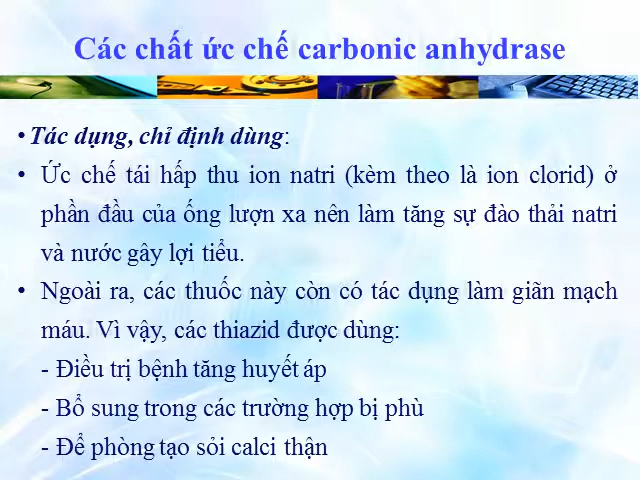 Các chất ức chế carbonic anhydrase
• Tác dụng, chỉ định dùng:
• Ức chế tái hấp thu ion natri (kèm theo là ion clorid) ở
phần đầu của ống lượn xa nên làm tăng sự đào thải natri
và nước gây lợi tiểu.
• Ngoài ra, các thuốc này còn có tác dụng làm giãn mạch
máu. Vì vậy, các thiazid được dùng:
- Điều trị bệnh tăng huyết áp
- Bổ sung trong các trường hợp bị phù
- Để phòng tạo sỏi calci thận